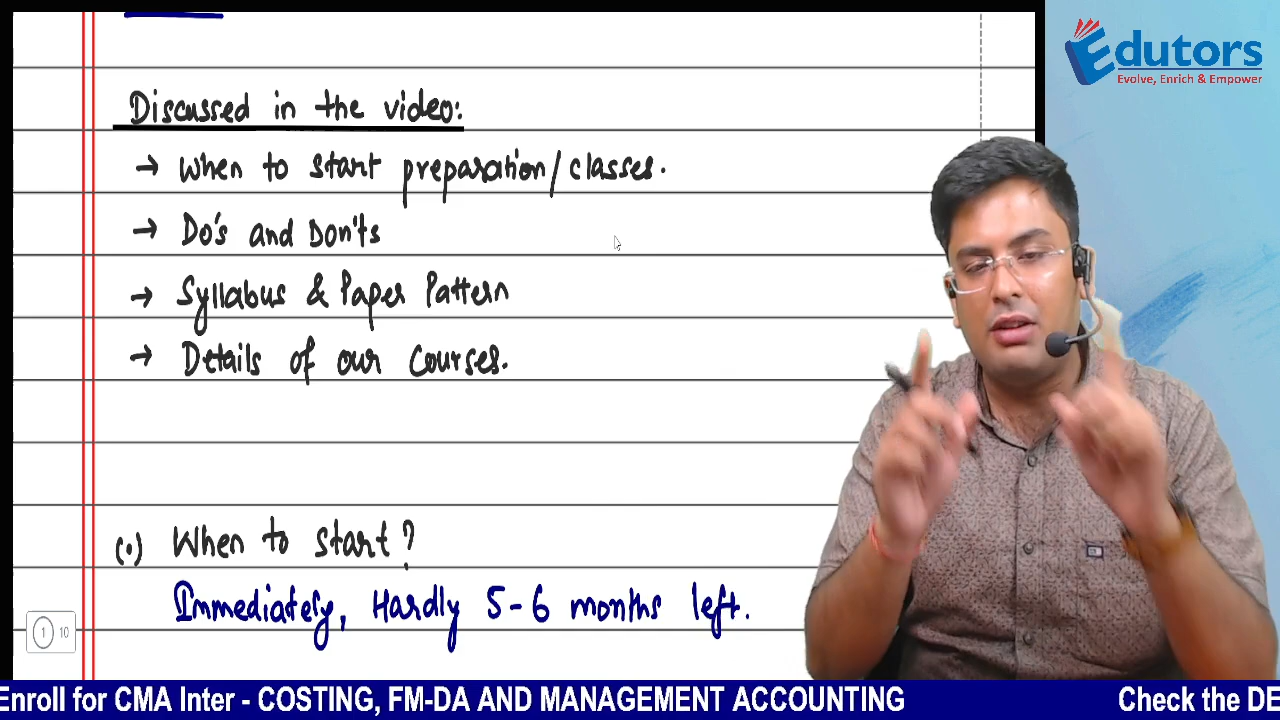 Edutors
Evolve, Enrich & Empower
Discussed in the video:
→ When to start preparation/classes.
→ Do's and Don'ts
→ Syllabus & Paper Pattern
→ Details of our courses.
(•) When to start?
Immediately, Hardly 5-6 months left.
1 10
Enroll for CMA Inter - COSTING, FM-DA AND MANAGEMENT ACCOUNTING
Check the DE